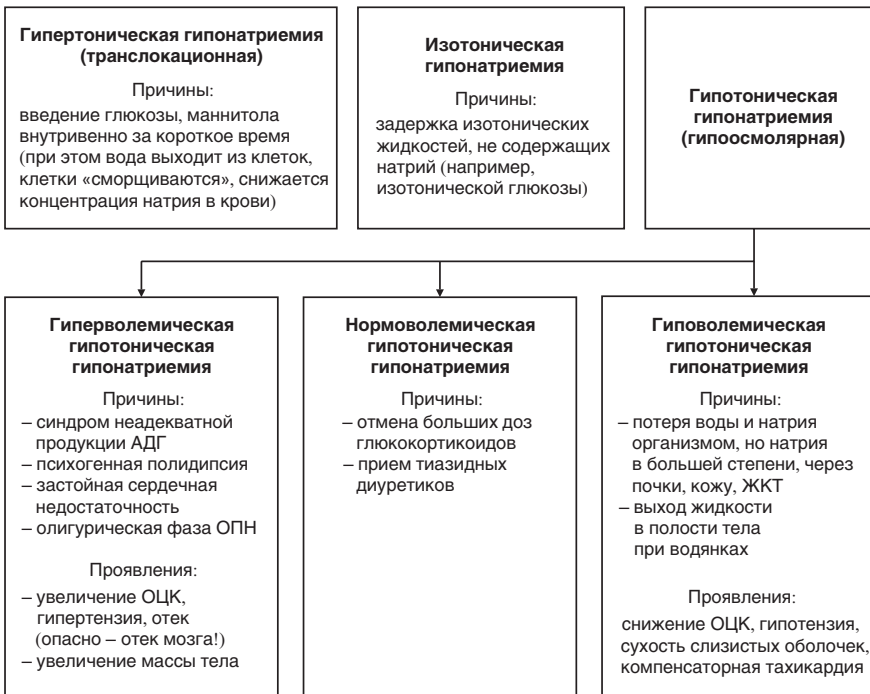 Гипертоническая гипонатриемия
(транслокационная)
Причины:
введение глюкозы, маннитола
внутривенно за короткое время
(при этом вода выходит из клеток,
клетки «сморщиваются», снижается
концентрация натрия в крови)
Изотоническая
гипонатриемия
Причины:
задержка изотонических
жидкостей, не содержащих
натрий (например,
изотонической глюкозы)
Гипотоническая
гипонатриемия
(гипоосмолярная)
Гиперволемическая
гипотоническая
гипонатриемия
Причины:
– синдром неадекватной
продукции АДГ
– психогенная полидипсия
– застойная сердечная
недостаточность
– олигурическая фаза ОПН
Проявления:
– увеличение ОЦК,
гипертензия, отек
(опасно – отек мозга!)
– увеличение массы тела
Нормоволемическая
гипотоническая
гипонатриемия
Причины:
– отмена больших доз
глюкокортикоидов
– прием тиазидных
диуретиков
Гиповолемическая
гипотоническая
гипонатриемия
Причины:
– потеря воды и натрия
организмом, но натрия
в большей степени, через
почки, кожу, ЖКТ
– выход жидкости
в полости тела
при водянках
Проявления:
снижение ОЦК, гипотензия,
сухость слизистых оболочек,
компенсаторная тахикардия